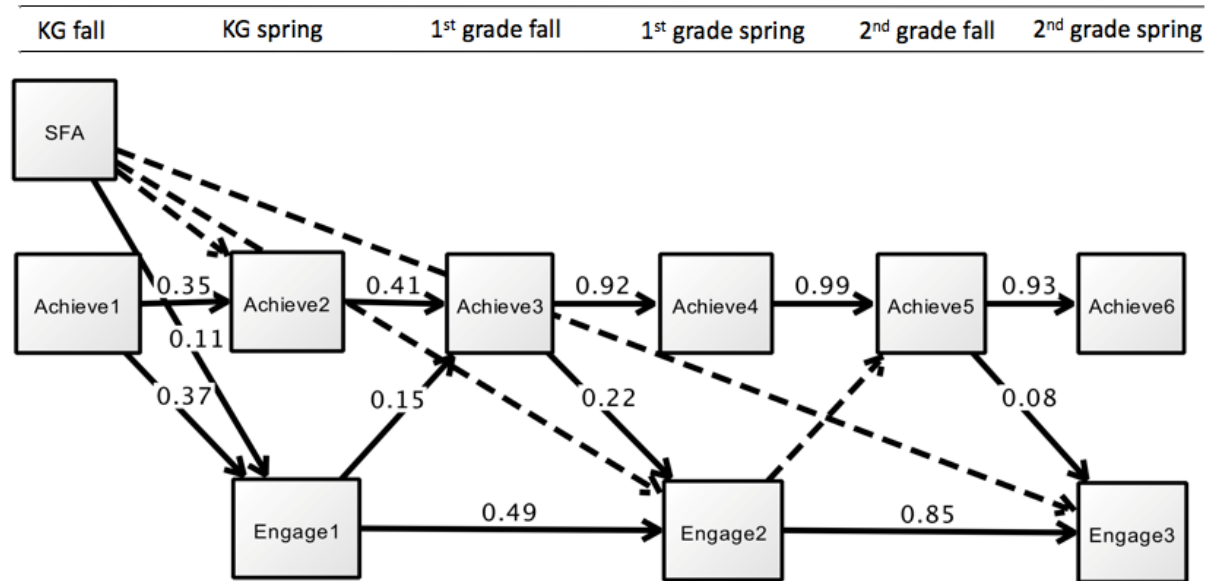 KG fall KG spring 1st grade fall 1st grade spring 2nd grade fall 2nd grade spring
SFA
Achieve1 0.35 Achieve2 0.41 Achieve3 0.92 Achieve4 0.99 Achieve5 0.93 Achieve6
0.11
0.37 0.15 0.22 0.08
Engage1 0.49 Engage2 0.85 Engage3